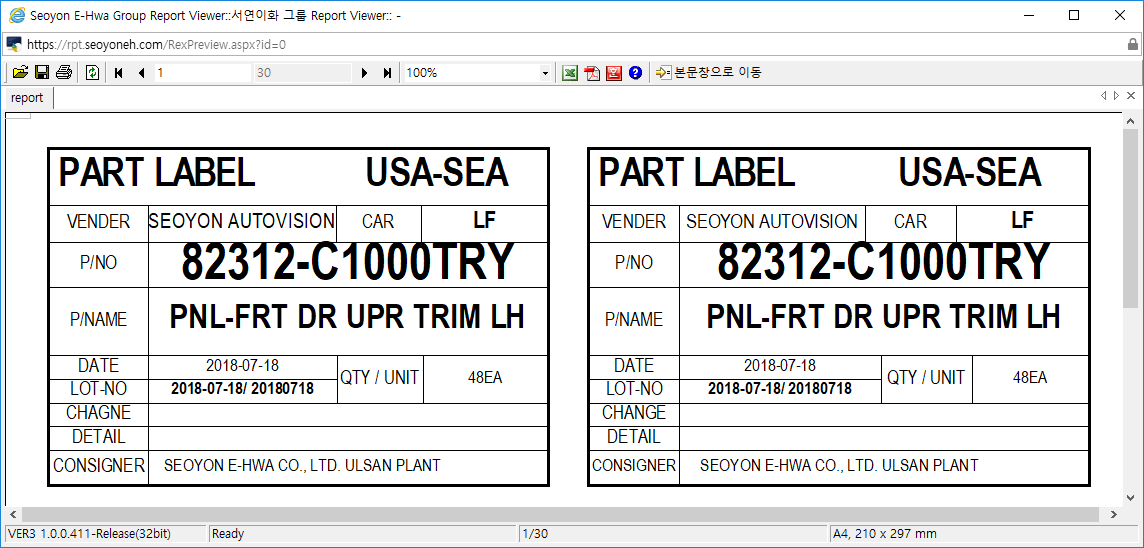 Seoyon E-Hwa Group Report Viewer::서연이화 그룹 Report Viewer:: -
https://rpt.seoyoneh.com/RexPreview.aspx?id=0
1 30 100% 본문창으로 이동
report
PART LABEL USA-SEA
VENDER SEOYON AUTOVISION CAR LF
P/NO 82312-C1000TRY
P/NAME PNL-FRT DR UPR TRIM LH
DATE 2018-07-18 QTY / UNIT 48EA
LOT-NO 2018-07-18/ 20180718
CHAGNE
DETAIL
CONSIGNER SEOYON E-HWA CO., LTD. ULSAN PLANT
PART LABEL USA-SEA
VENDER SEOYON AUTOVISION CAR LF
P/NO 82312-C1000TRY
P/NAME PNL-FRT DR UPR TRIM LH
DATE 2018-07-18 QTY / UNIT 48EA
LOT-NO 2018-07-18/ 20180718
CHANGE
DETAIL
CONSIGNER SEOYON E-HWA CO., LTD. ULSAN PLANT
VER3 1.0.0.411-Release(32bit) Ready 1/30 A4, 210 x 297 mm